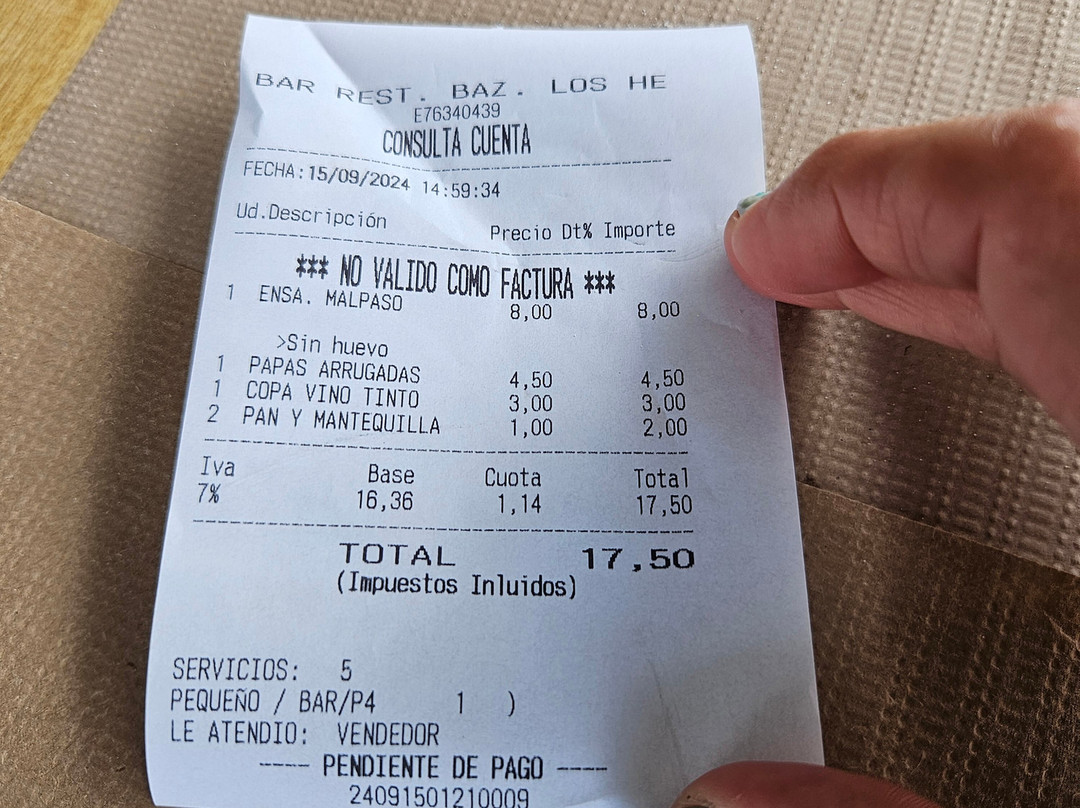 BAR REST. BAZ. LOS HE
E76340439
CONSULTA CUENTA
FECHA:15/09/2024 14:59:34
Ud.Descripción Precio Dt% Importe
*** NO VALIDO COMO FACTURA ***
1 ENSA. MALPASO 8,00 8,00
>Sin huevo
1 PAPAS ARRUGADAS 4,50 4,50
1 COPA VINO TINTO 3,00 3,00
2 PAN Y MANTEQUILLA 1,00 2,00
Iva Base Cuota Total
7% 16,36 1,14 17,50
TOTAL 17,50
(Impuestos Inluidos)
SERVICIOS: 5
PEQUEÑO / BAR/P4 1 )
LE ATENDIO: VENDEDOR
---- PENDIENTE DE PAGO ----
24091501210009